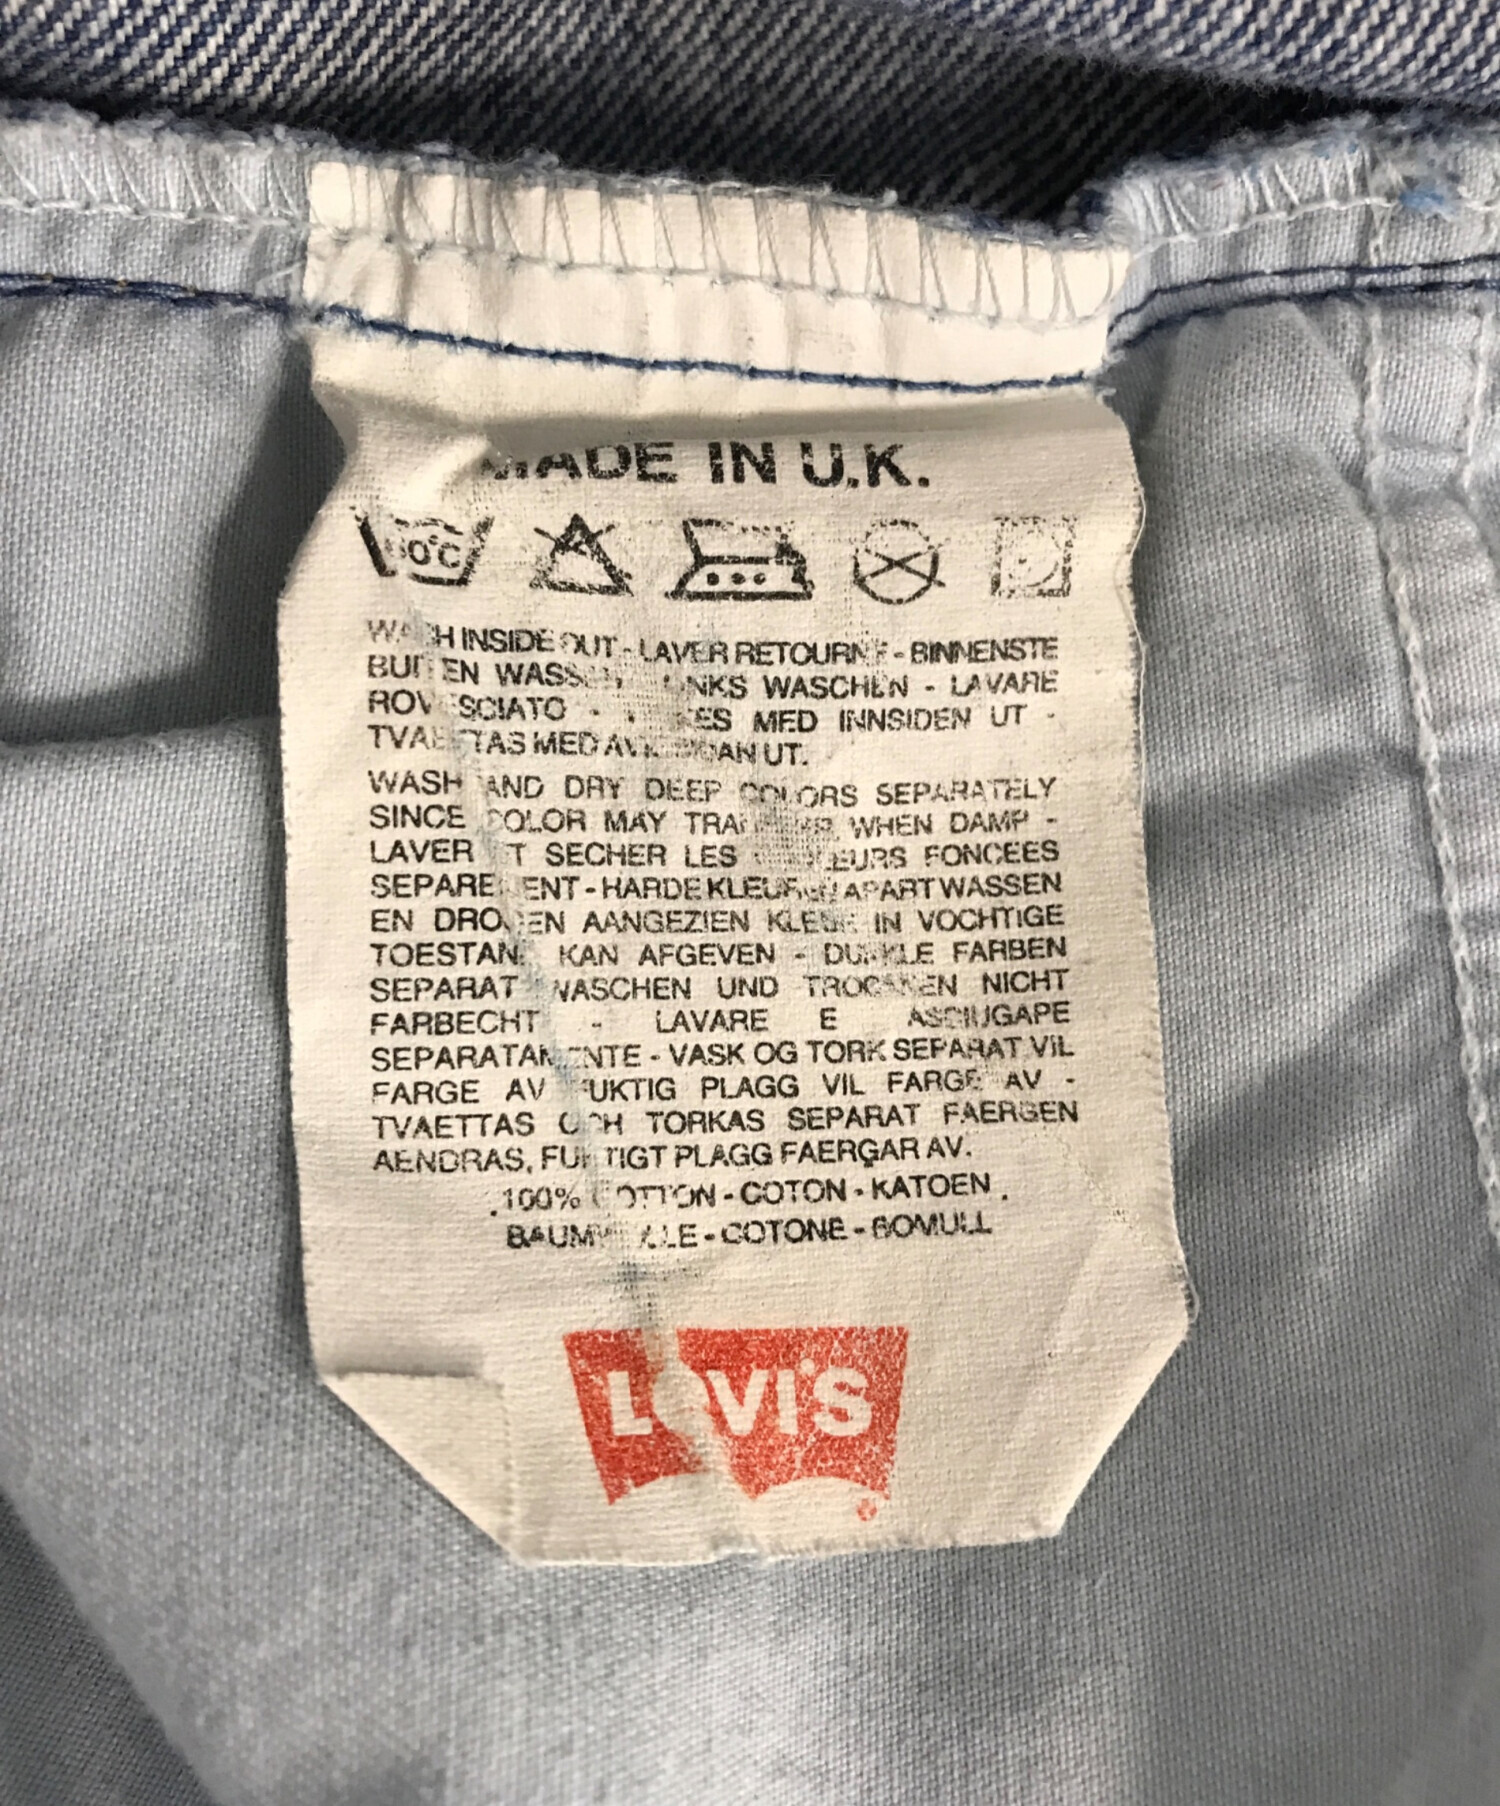 MADE IN U.K.
WASH INSIDE OUT - LAVER RETOURNE - BINNENSTE
BUITEN WASSEN LINKS WASCHEN - LAVARE
ROVESCIATO - MED INNSIDEN UT -
TVAETTAS MED UT.
WASH AND DRY DEEP COLORS SEPARATELY
SINCE COLOR MAY TRANSFER WHEN DAMP -
LAVER ET SECHER LES COULEURS FONCEES
SEPAREMENT - HARDE KLEUREN APART WASSEN
EN DROGEN AANGEZIEN KLEUR IN VOCHTIGE
TOESTAND KAN AFGEVEN - DUNKLE FARBEN
SEPARAT WASCHEN UND TROCKNEN NICHT
FARBECHT - LAVARE E ASCIUGAPE
SEPARATAMENTE - VASK OG TORK SEPARAT VIL
FARGE AV FUKTIG PLAGG VIL FARGE AV -
TVAETTAS OCH TORKAS SEPARAT FAERGEN
AENDRAS, FUKTIGT PLAGG FAERGAR AV.
100% COTTON - COTON - KATOEN
BAUMWOLLE - COTONE - BOMULL
LEVI'S
®